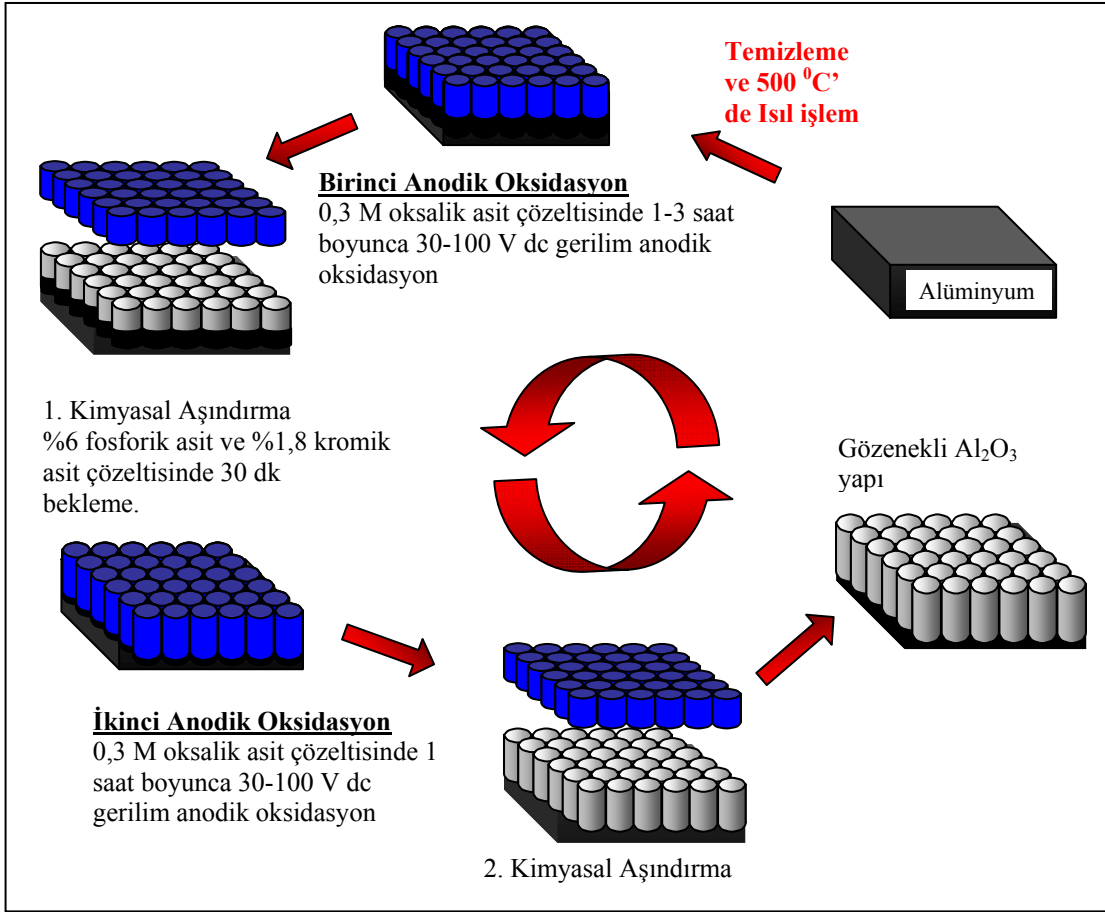 Temizleme
ve 500 ⁰C’
de Isıl işlem
Alüminyum
Birinci Anodik Oksidasyon
0,3 M oksalik asit çözeltisinde 1-3 saat
boyunca 30-100 V dc gerilim anodik
oksidasyon
1. Kimyasal Aşındırma
%6 fosforik asit ve %1,8 kromik
asit çözeltisinde 30 dk
bekleme.
İkinci Anodik Oksidasyon
0,3 M oksalik asit çözeltisinde 1
saat boyunca 30-100 V dc
gerilim anodik oksidasyon
2. Kimyasal Aşındırma
Gözenekli Al₂O₃
yapı